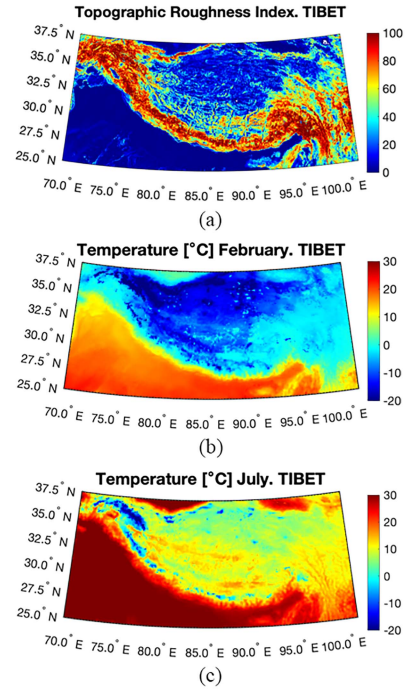 Topographic Roughness Index. TIBET
37.5° N
35.0° N
32.5° N
30.0° N
27.5° N
25.0° N
70.0° E 75.0° E 80.0° E 85.0° E 90.0° E 95.0° E 100.0° E
100
80
60
40
20
0
(a)
Temperature [°C] February. TIBET
37.5° N
35.0° N
32.5° N
30.0° N
27.5° N
25.0° N
70.0° E 75.0° E 80.0° E 85.0° E 90.0° E 95.0° E 100.0° E
30
20
10
0
-10
-20
(b)
Temperature [°C] July. TIBET
37.5° N
35.0° N
32.5° N
30.0° N
27.5° N
25.0° N
70.0° E 75.0° E 80.0° E 85.0° E 90.0° E 95.0° E 100.0° E
30
20
10
0
-10
-20
(c)